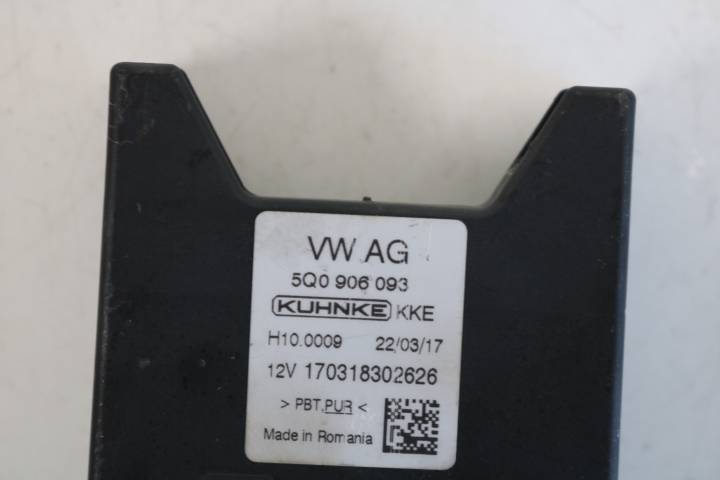 VW AG
5Q0 906 093
KUHNKE KKE
H10.0009 22/03/17
12V 170318302626
> PBT,PUR <
Made in Romania